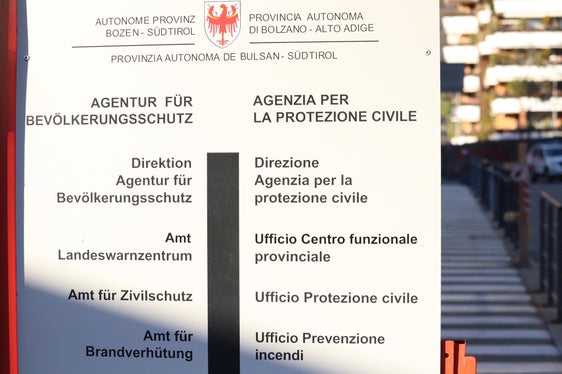 AUTONOME PROVINZ
BOZEN - SÜDTIROL
PROVINCIA AUTONOMA
DI BOLZANO - ALTO ADIGE
PROVINZIA AUTONOMA DE BULSAN - SÜDTIROL
AGENTUR FÜR
BEVÖLKERUNGSSCHUTZ
AGENZIA PER
LA PROTEZIONE CIVILE
Direktion
Agentur für
Bevölkerungsschutz
Direzione
Agenzia per la
protezione civile
Amt
Landeswarnzentrum
Ufficio Centro funzionale
provinciale
Amt für Zivilschutz
Ufficio Protezione civile
Amt für
Brandverhütung
Ufficio Prevenzione
incendi